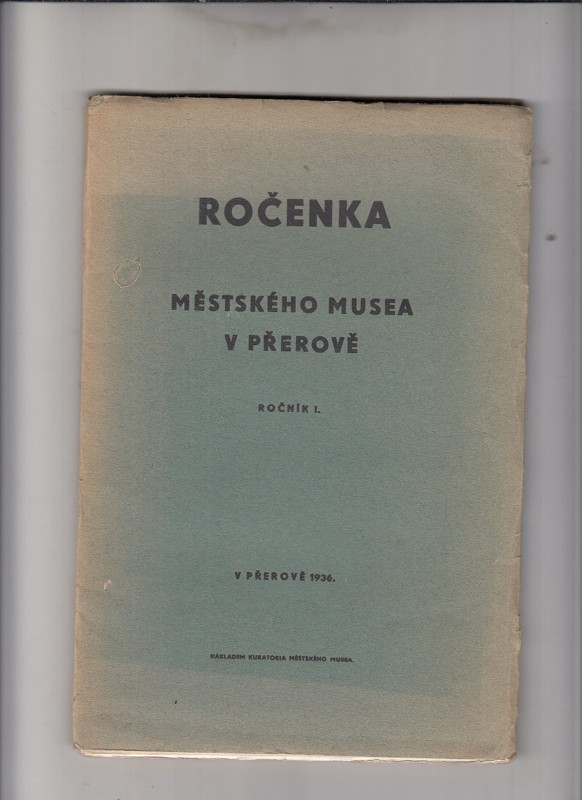 ROČENKA
MĚSTSKÉHO MUSEA
V PŘEROVĚ
ROČNÍK I.
V PŘEROVĚ 1936.
NÁKLADEM KURATORIA MĚSTSKÉHO MUSEA.